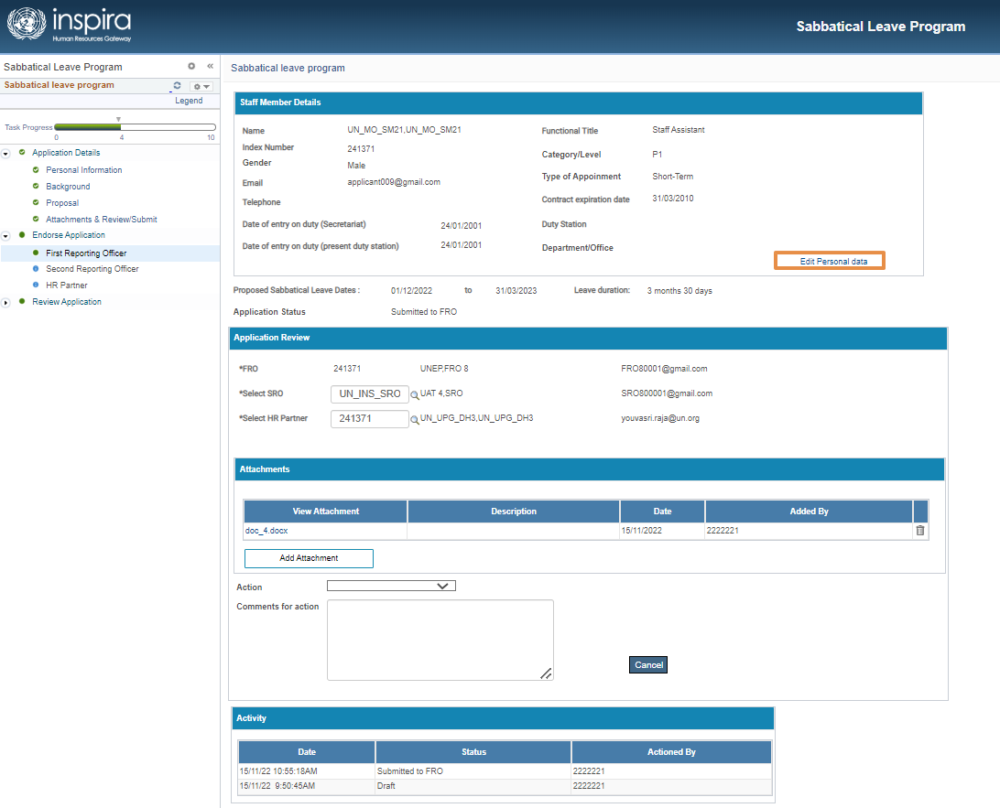 inspira
Human Resources Gateway
Sabbatical Leave Program
Sabbatical Leave Program
«
Sabbatical leave program
Legend
Task Progress
0 4 10
Application Details
Personal Information
Background
Proposal
Attachments & Review/Submit
Endorse Application
First Reporting Officer
Second Reporting Officer
HR Partner
Review Application
Sabbatical leave program
Staff Member Details
Name UN_MO_SM21,UN_MO_SM21 Functional Title Staff Assistant
Index Number 241371
Category/Level P1
Gender Male
Type of Appoinment Short-Term
Email applicant009@gmail.com
Telephone
Contract expiration date 31/03/2010
Date of entry on duty (Secretariat) 24/01/2001 Duty Station
Date of entry on duty (present duty station) 24/01/2001 Department/Office
Edit Personal data
Proposed Sabbatical Leave Dates : 01/12/2022 to 31/03/2023 Leave duration: 3 months 30 days
Application Status Submitted to FRO
Application Review
*FRO 241371 UNEP,FRO 8 FRO80001@gmail.com
*Select SRO UN_INS_SRO UAT 4,SRO SRO800001@gmail.com
*Select HR Partner 241371 UN_UPG_DH3,UN_UPG_DH3 youvasri.raja@un.org
Attachments
View Attachment Description Date Added By
doc_4.docx 15/11/2022 2222221
Add Attachment
Action
Comments for action
Cancel
Activity
Date Status Actioned By
15/11/22 10:55:18AM Submitted to FRO 2222221
15/11/22 9:50:45AM Draft 2222221